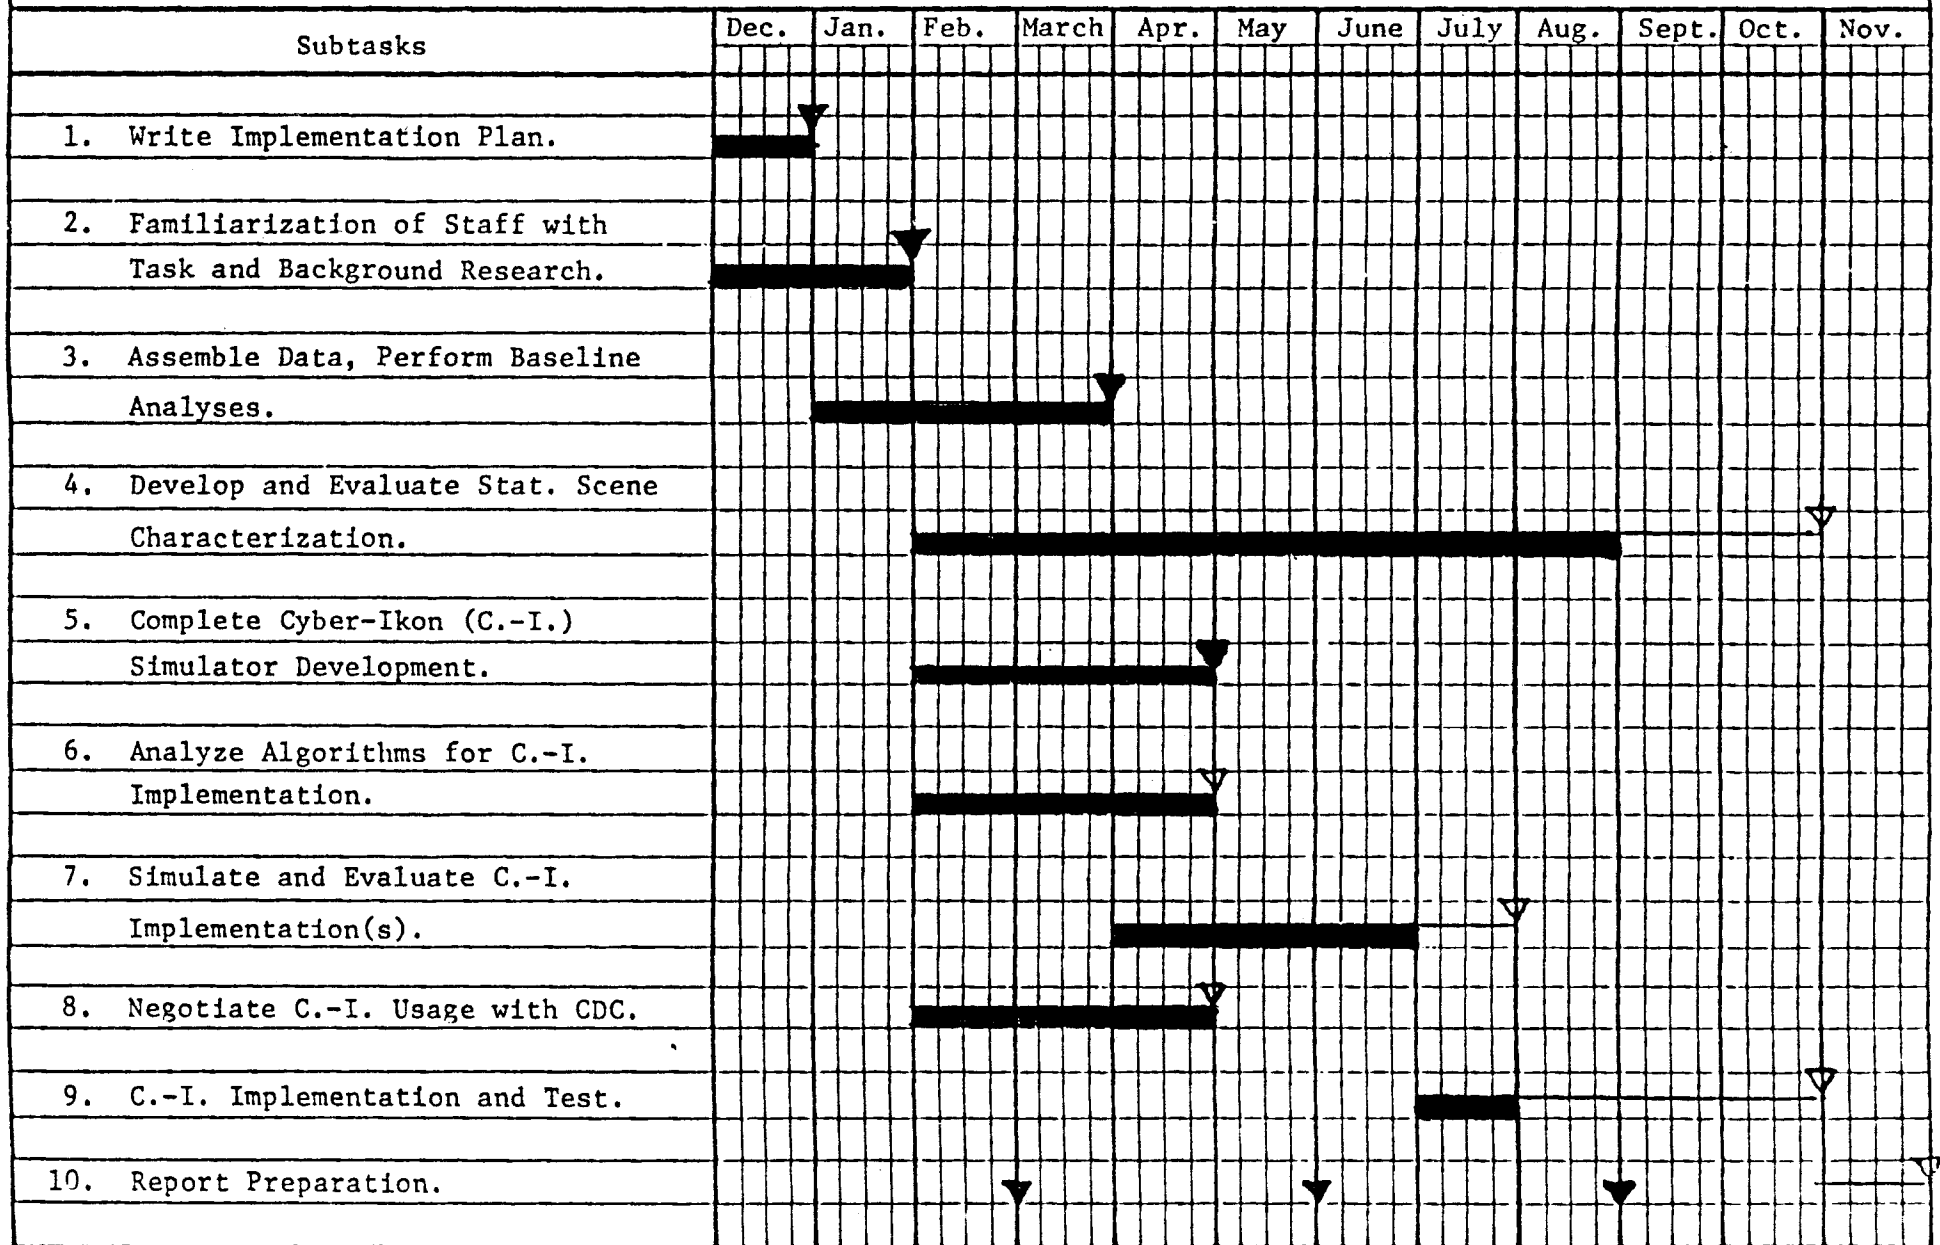 Subtasks
Dec. Jan. Feb. March Apr. May June July Aug. Sept. Oct. Nov.
1. Write Implementation Plan.
2. Familiarization of Staff with
Task and Background Research.
3. Assemble Data, Perform Baseline
Analyses.
4. Develop and Evaluate Stat. Scene
Characterization.
5. Complete Cyber-Ikon (C.-I.)
Simulator Development.
6. Analyze Algorithms for C.-I.
Implementation.
7. Simulate and Evaluate C.-I.
Implementation(s).
8. Negotiate C.-I. Usage with CDC.
9. C.-I. Implementation and Test.
10. Report Preparation.